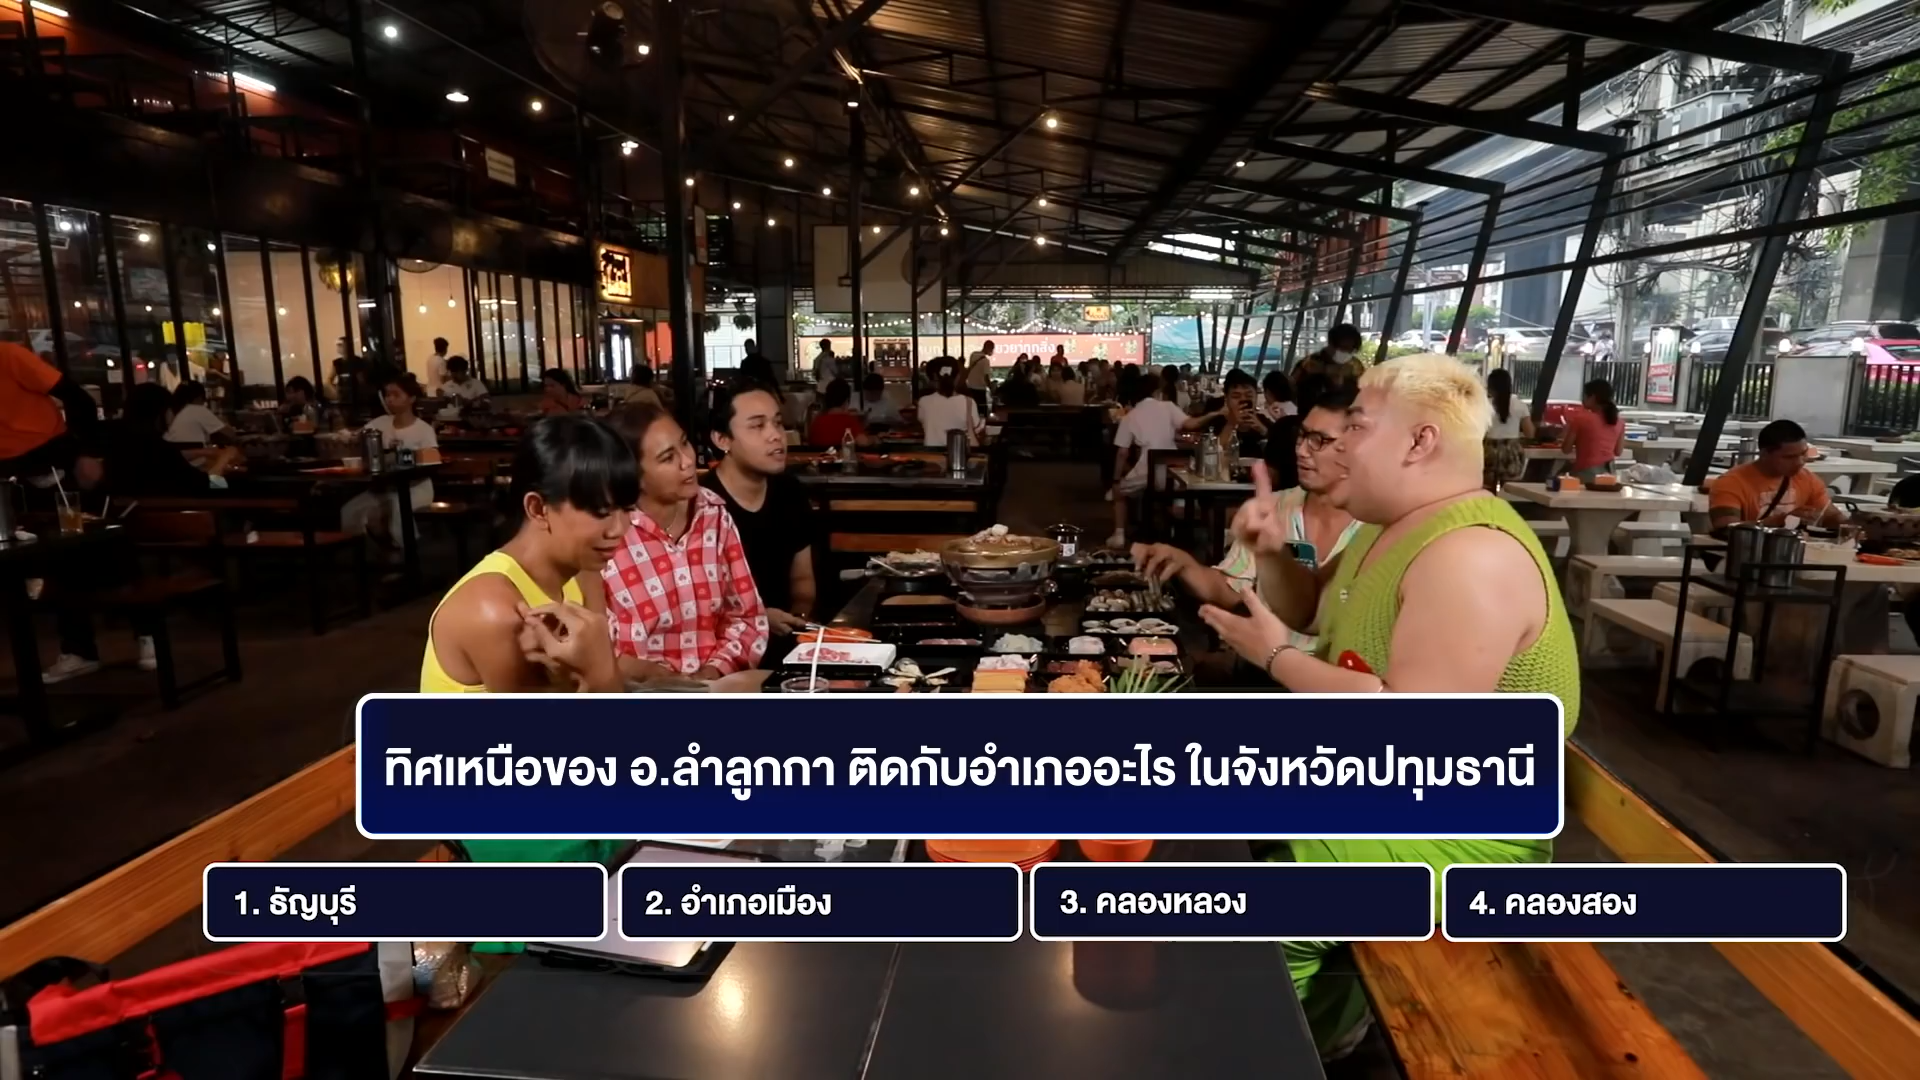 ทิศเหนือของ อ.ลำลูกกา ติดกับอำเภออะไร ในจังหวัดปทุมธานี
1. ธัญบุรี
2. อำเภอเมือง
3. คลองหลวง
4. คลองสอง